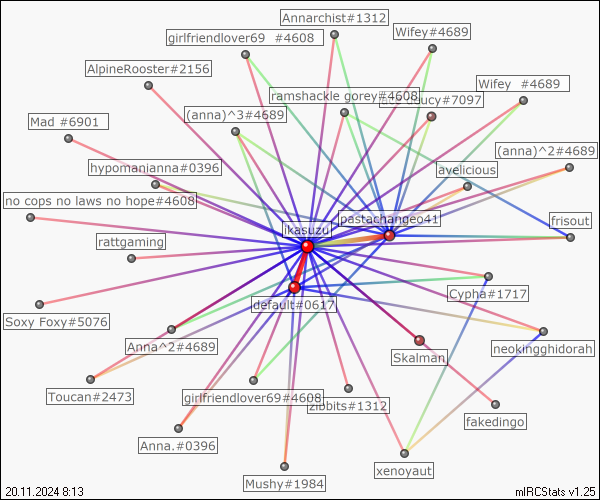 Annarchist#1312
girlfriendlover69 #4608
Wifey#4689
AlpineRooster#2156
Wifey #4689
ramshackle gorey#4608
ucy#7097
(anna)^3#4689
Mad #6901
(anna)^2#4689
hypomanianna#0396
avelicious
no cops no laws no hope#4608
pastachandeo41
frisout
ikasuzu
rattgaming
Cypha#1717
default#0617
Soxy Foxy#5076
Anna^2#4689
neokingghidorah
Skalman
Toucan#2473
girlfriendlover69#4608
zibbits#1312
fakedingo
Anna.#0396
xenoyaut
Mushy#1984
20.11.2024 8:13
mIRCStats v1.25